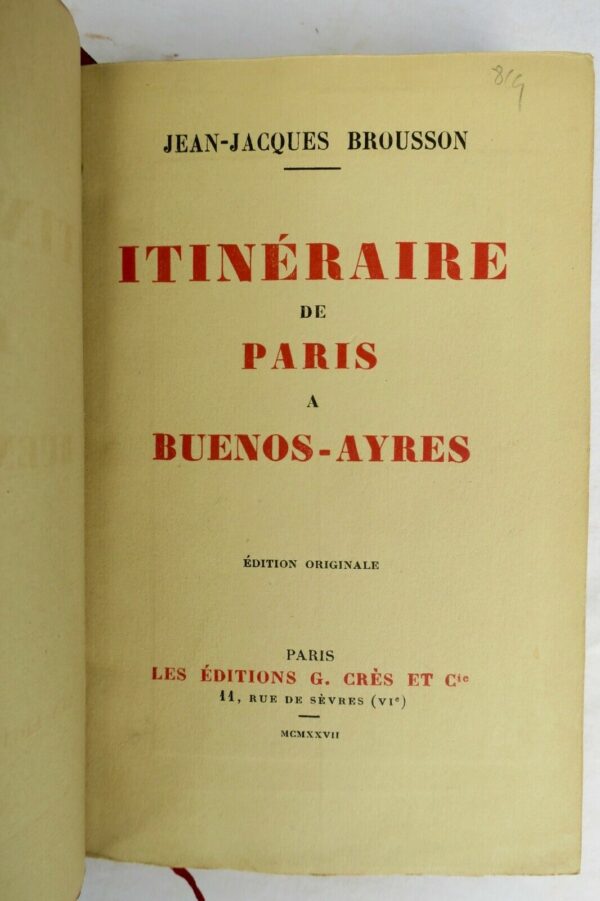 JEAN-JACQUES BROUSSON
ITINÉRAIRE
DE
PARIS
A
BUENOS-AYRES
ÉDITION ORIGINALE
PARIS
LES ÉDITIONS G. CRÈS ET Cie
11, RUE DE SÈVRES (VIe)
MCMXXVII